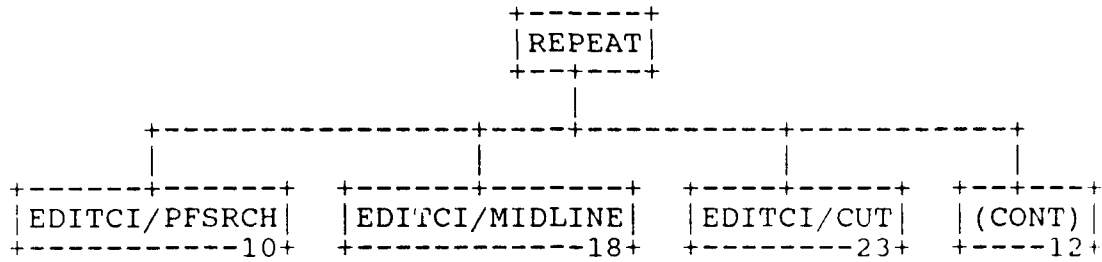 REPEAT
EDITCI/PFSRCH EDITCI/MIDLINE EDITCI/CUT (CONT)
10 18 23 12